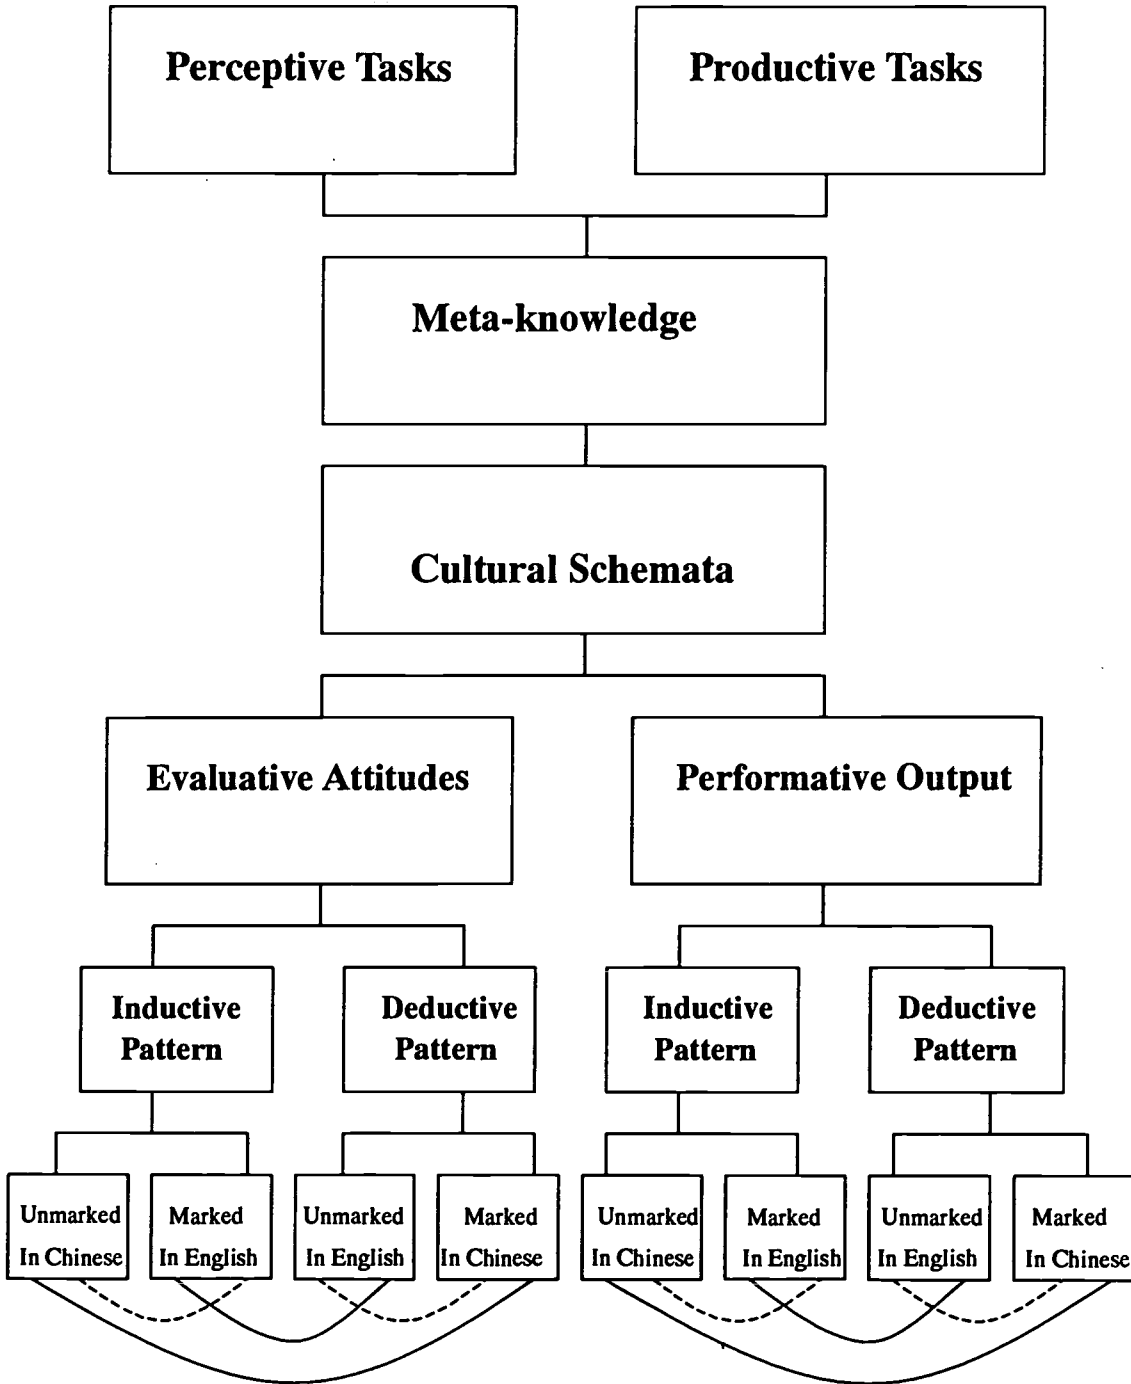 Perceptive Tasks
Productive Tasks
Meta-knowledge
Cultural Schemata
Evaluative Attitudes
Performative Output
Inductive
Pattern
Deductive
Pattern
Inductive
Pattern
Deductive
Pattern
Unmarked
In Chinese
Marked
In English
Unmarked
In English
Marked
In Chinese
Unmarked
In Chinese
Marked
In English
Unmarked
In English
Marked
In Chinese